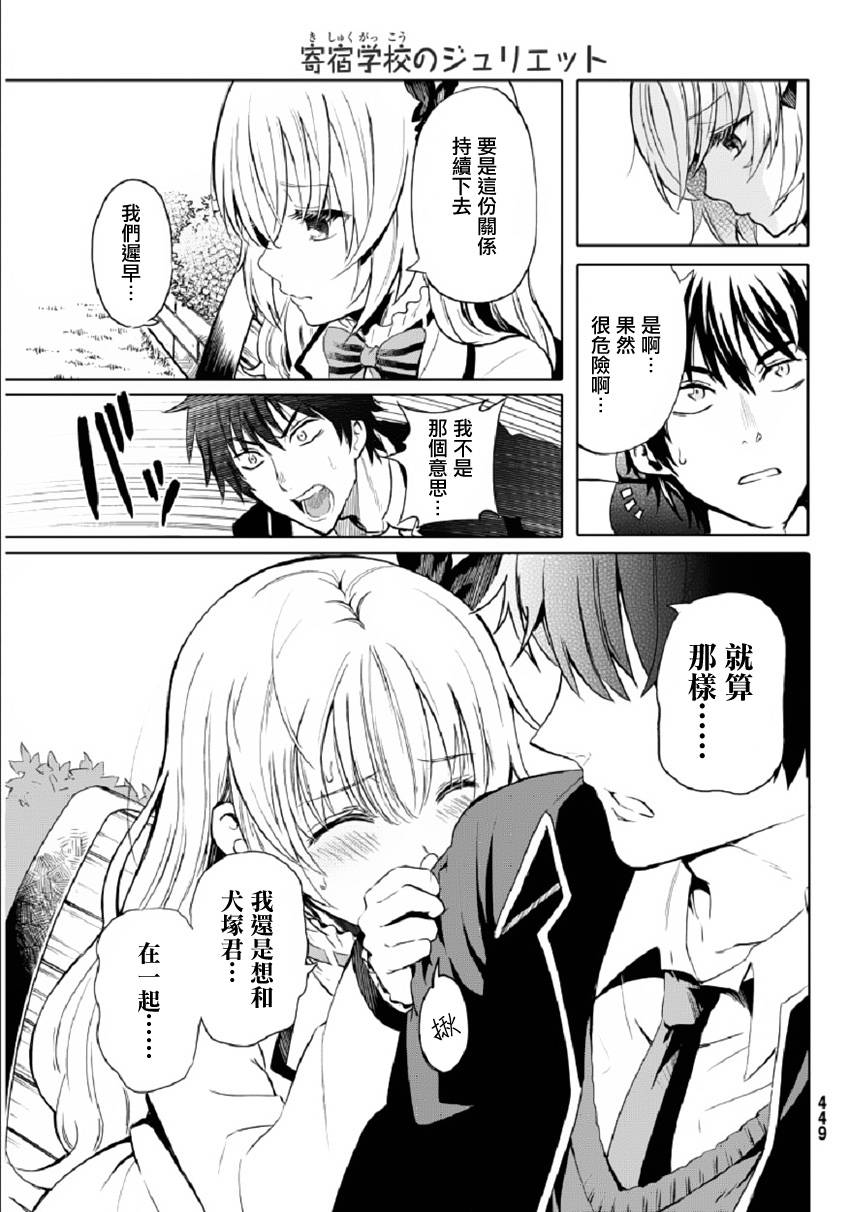 寄宿学校のジュリエット
きしゅくがっこう
要是這份關係
持續下去
我們遲早…
是啊…
果然
很危險啊…
我不是
那個意思…
就算
那樣……
我還是想和
犬塚君…
在一起……
揪
449